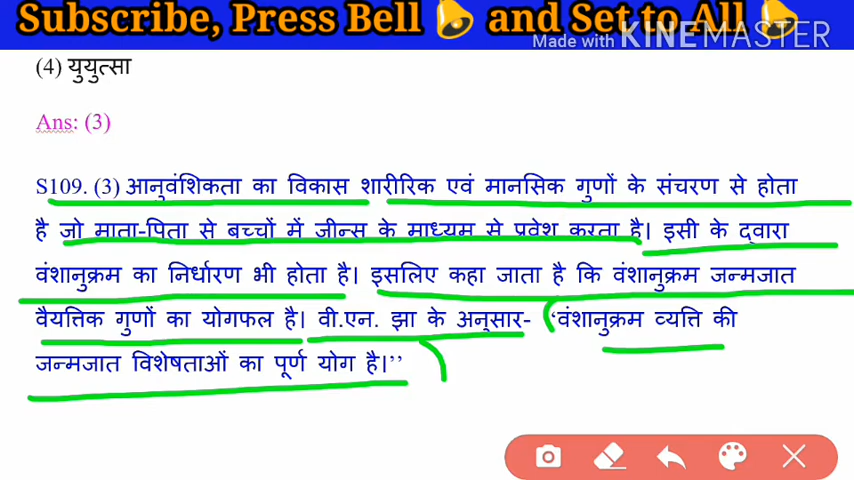 Subscribe, Press Bell 🔔 and Set to All 🔔
Made with KINEMASTER
(4) युयुत्सा
Ans: (3)
S109. (3) आनुवंशिकता का विकास शारीरिक एवं मानसिक गुणों के संचरण से होता
है जो माता-पिता से बच्चों में जीन्स के माध्यम से प्रवेश करता है। इसी के द्वारा
वंशानुक्रम का निर्धारण भी होता है। इसलिए कहा जाता है कि वंशानुक्रम जन्मजात
वैयत्तिक गुणों का योगफल है। वी.एन. झा के अनुसार- ‘वंशानुक्रम व्यत्ति की
जन्मजात विशेषताओं का पूर्ण योग है।’’